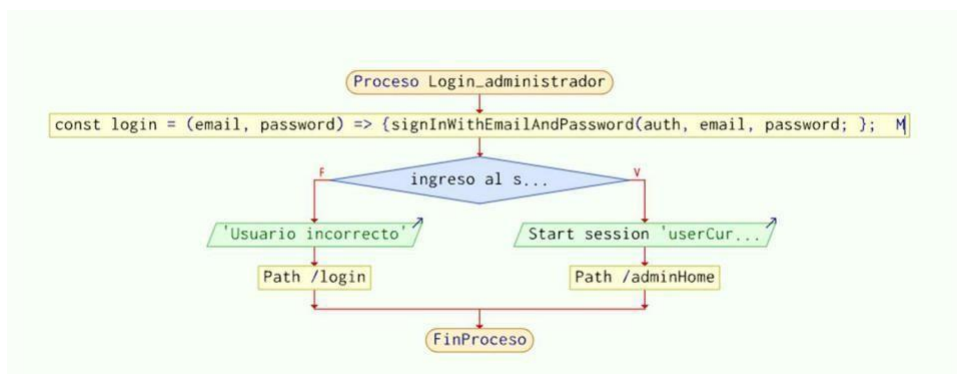 Proceso Login_administrador
const login = (email, password) => {signInWithEmailAndPassword(auth, email, password; }; M
F
V
ingreso al s...
'Usuario incorrecto'
Start session 'userCur...
Path /login
Path /adminHome
FinProceso